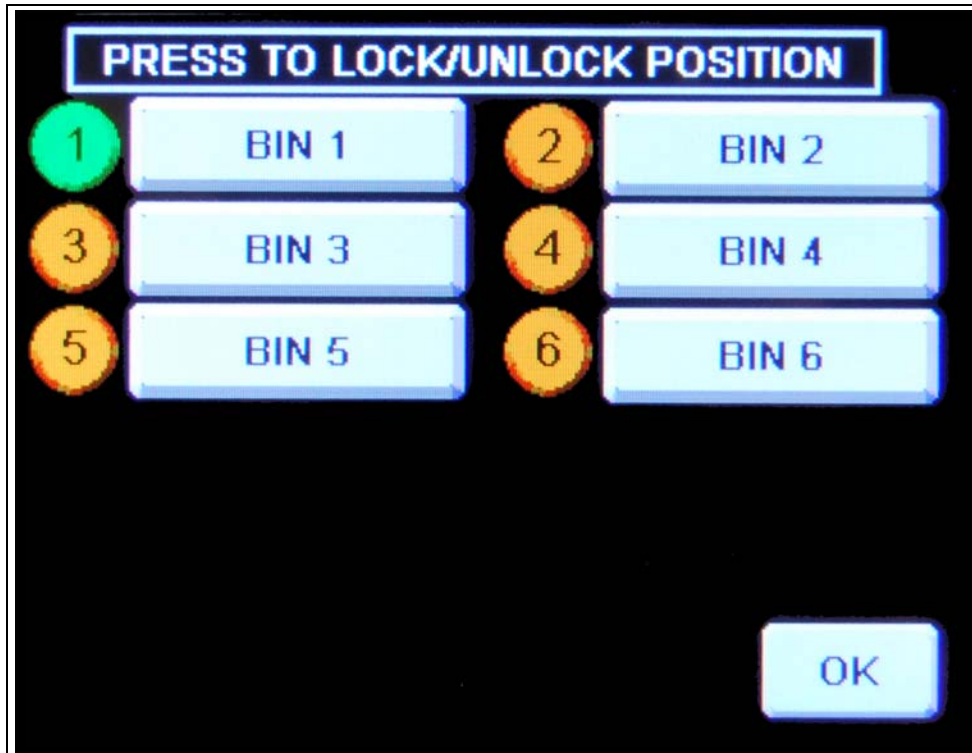 PRESS TO LOCK/UNLOCK POSITION
1 BIN 1 2 BIN 2
3 BIN 3 4 BIN 4
5 BIN 5 6 BIN 6
OK